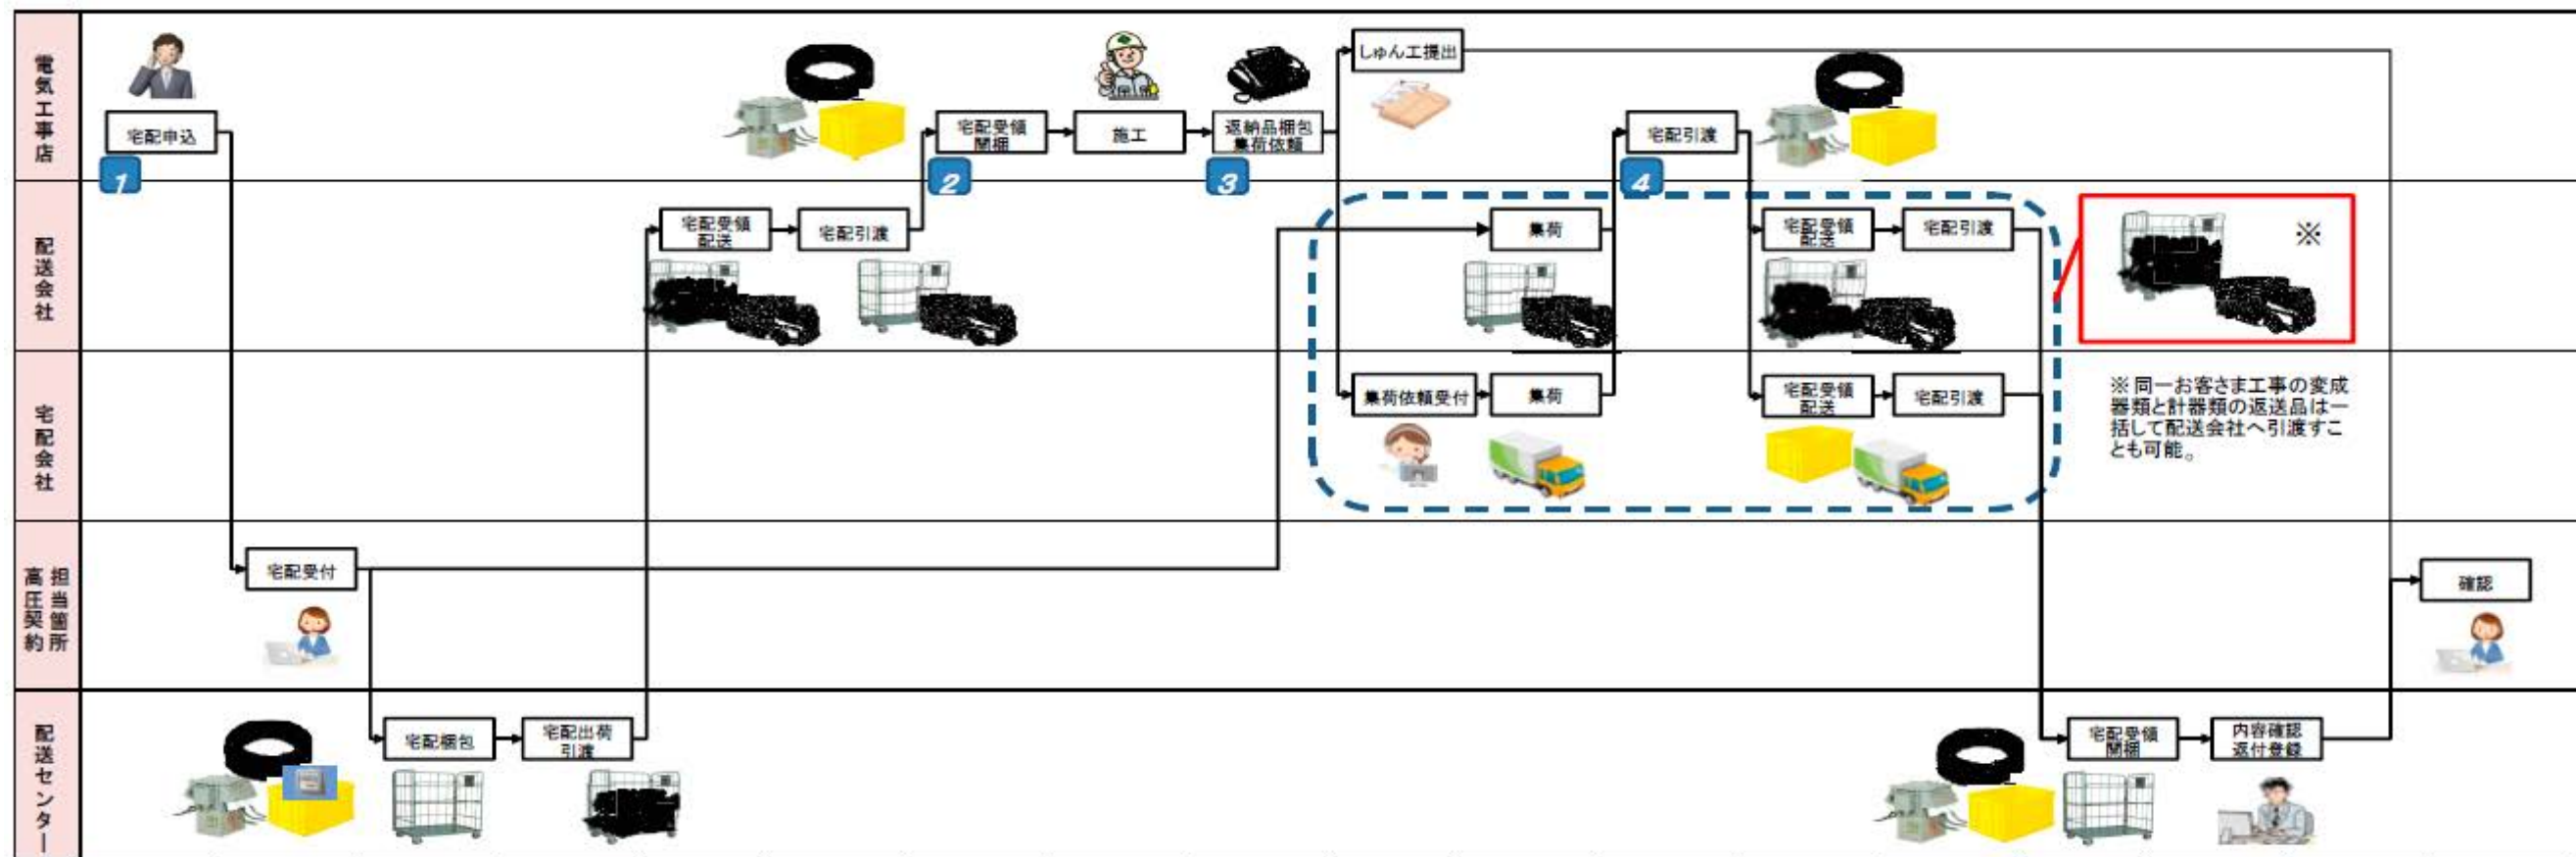 電気工事店
宅配申込
1
宅配受領
開梱
2
施工
返納品梱包
集荷依頼
3
しゅん工提出
宅配引渡
4
配送会社
宅配受領
配送
宅配引渡
集荷
宅配受領
配送
宅配引渡
※
宅配会社
集荷依頼受付
集荷
宅配受領
配送
宅配引渡
※同一お客さま工事の変成
器類と計器類の返送品は一
括して配送会社へ引渡すこ
とも可能。
高圧契約
担当箇所
宅配受付
確認
配送センター
宅配梱包
宅配出荷
引渡
宅配受領
開梱
内容確認
返付登録